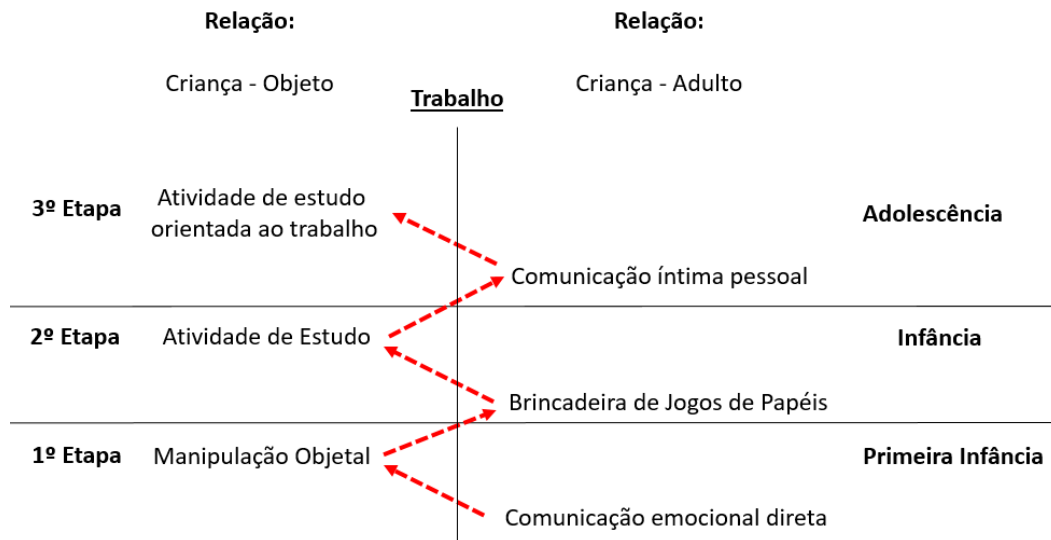 Relação:
Relação:
Criança - Objeto
Criança - Adulto
Trabalho
3º Etapa
Atividade de estudo
orientada ao trabalho
Adolescência
Comunicação íntima pessoal
2º Etapa
Atividade de Estudo
Infância
Brincadeira de Jogos de Papéis
1º Etapa
Manipulação Objetal
Primeira Infância
Comunicação emocional direta